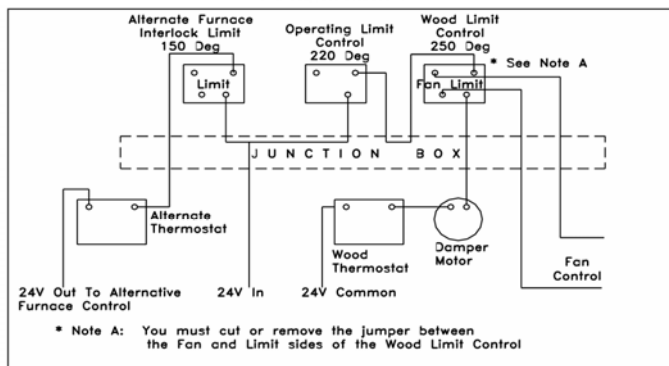 Alternate Furnace
Interlock Limit
150 Deg
Operating Limit
Control
220 Deg
Wood Limit
Control
250 Deg
* See Note A
Limit
Fan Limit
JUNCTION BOX
Alternate
Thermostat
Wood
Thermostat
Damper
Motor
Fan
Control
24V Out To Alternative
Furnace Control
24V In
24V Common
* Note A: You must cut or remove the jumper between
the Fan and Limit sides of the Wood Limit Control